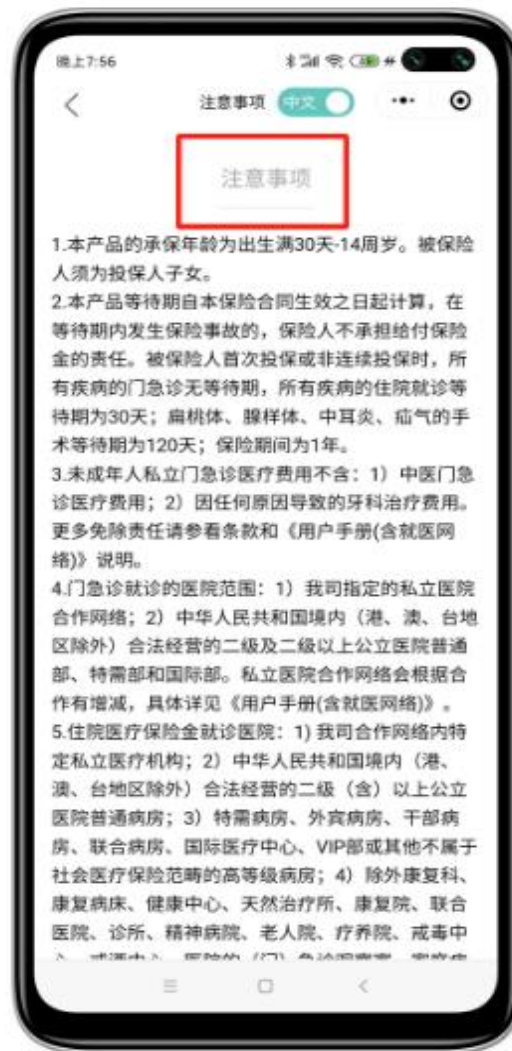 晚上7:56
注意事项 中文
注意事项
1.本产品的承保年龄为出生满30天-14周岁。被保险
人须为投保人子女。
2.本产品等待期自本保险合同生效之日起计算，在
等待期内发生保险事故的，保险人不承担给付保险
金的责任。被保险人首次投保或非连续投保时，所
有疾病的门急诊无等待期，所有疾病的住院就诊等
待期为30天；扁桃体、腺样体、中耳炎、疝气的手
术等待期为120天；保险期间为1年。
3.未成年人私立门急诊医疗费用不含：1）中医门急
诊医疗费用；2）因任何原因导致的牙科治疗费用。
更多免除责任请参看条款和《用户手册(含就医网
络)》说明。
4.门急诊就诊的医院范围：1）我司指定的私立医院
合作网络；2）中华人民共和国境内（港、澳、台地
区除外）合法经营的二级及二级以上公立医院普通
部、特需部和国际部。私立医院合作网络会根据合
作有增减，具体详见《用户手册(含就医网络)》。
5.住院医疗保险金就诊医院：1) 我司合作网络内特
定私立医疗机构；2）中华人民共和国境内（港、
澳、台地区除外）合法经营的二级（含）以上公立
医院普通病房；3）特需病房、外宾病房、干部病
房、联合病房、国际医疗中心、VIP部或其他不属于
社会医疗保险范畴的高等级病房；4）除外康复科、
康复病床、健康中心、天然治疗所、康复院、联合
医院、诊所、精神病院、老人院、疗养院、戒毒中